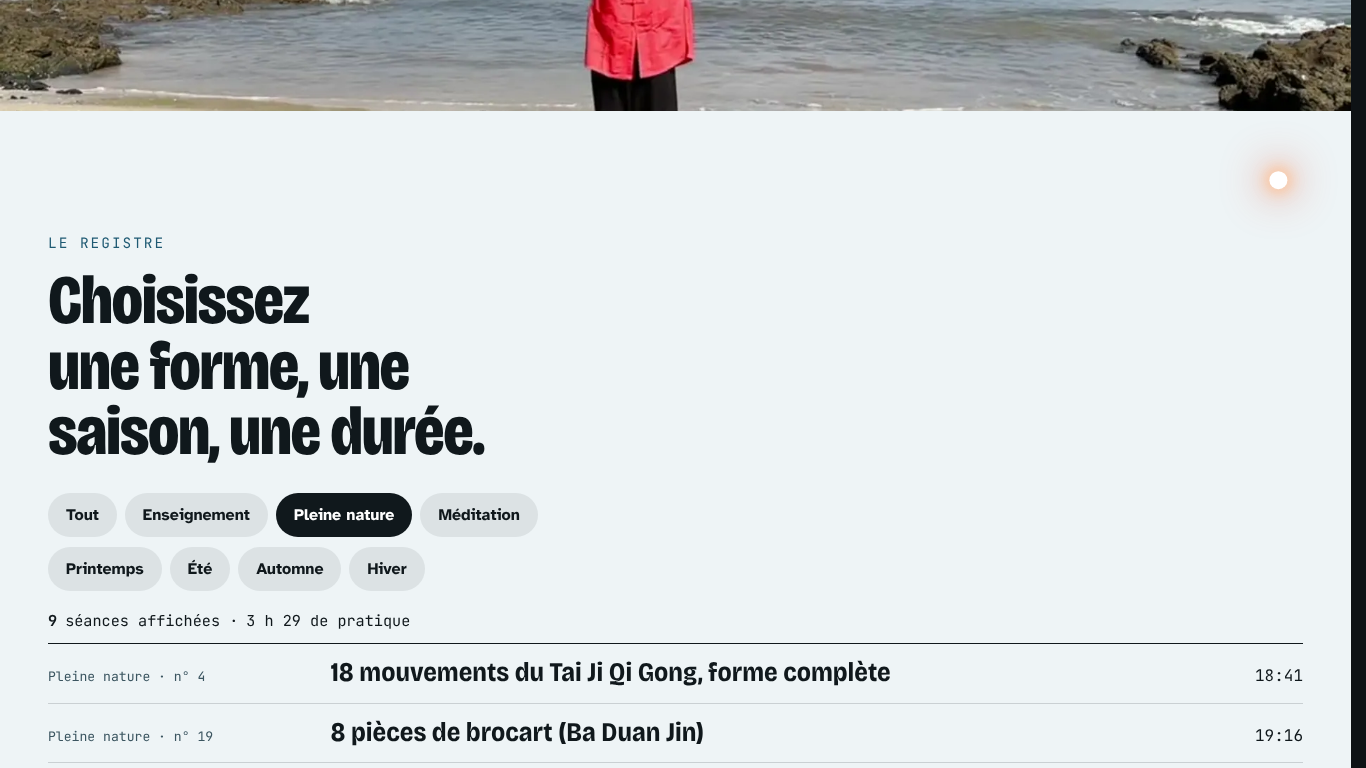 LE REGISTRE
Choisissez
une forme, une
saison, une durée.
Tout Enseignement Pleine nature Méditation
Printemps Été Automne Hiver
9 séances affichées · 3 h 29 de pratique
Pleine nature · n° 4 18 mouvements du Tai Ji Qi Gong, forme complète 18:41
Pleine nature · n° 19 8 pièces de brocart (Ba Duan Jin) 19:16